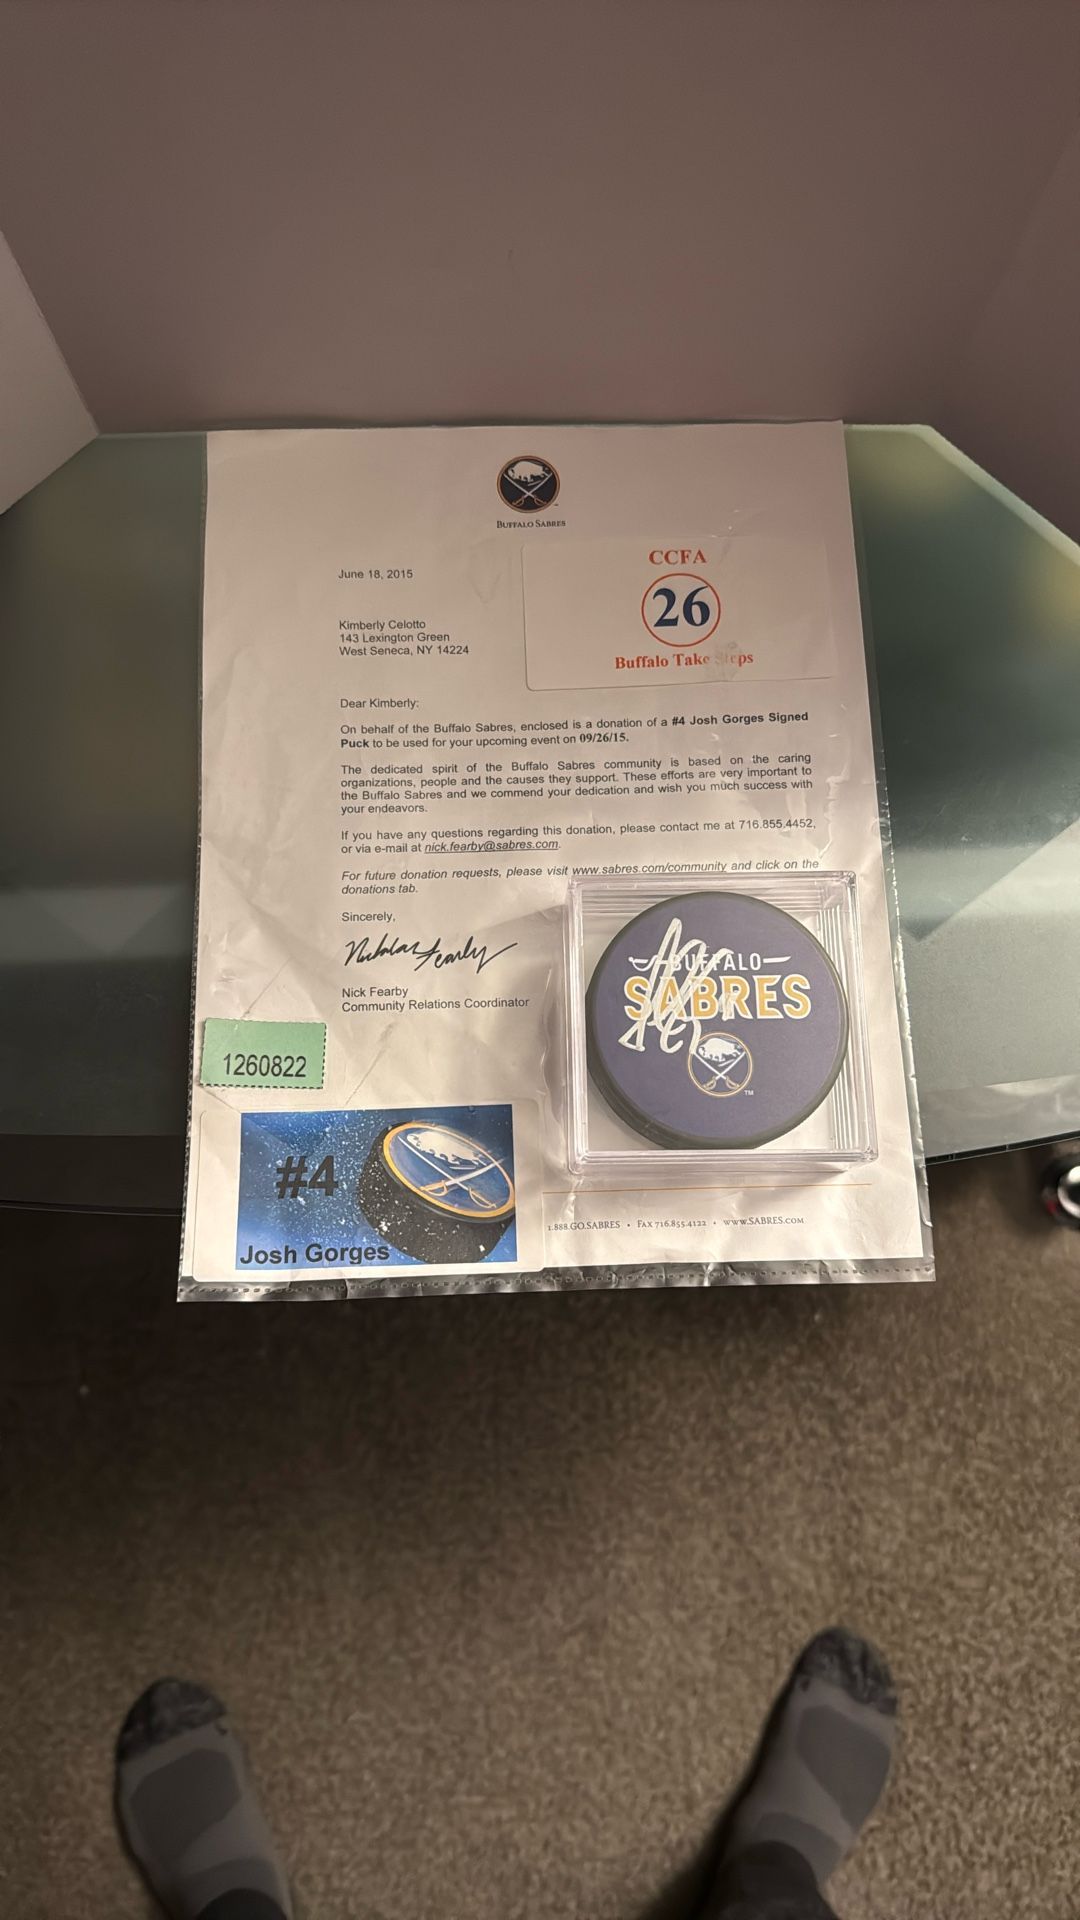 BUFFALO SABRES
June 18, 2015
CCFA
26
Buffalo Take Steps
Kimberly Celotto
143 Lexington Green
West Seneca, NY 14224
Dear Kimberly:
On behalf of the Buffalo Sabres, enclosed is a donation of a #4 Josh Gorges Signed
Puck to be used for your upcoming event on 09/26/15.
The dedicated spirit of the Buffalo Sabres community is based on the caring
organizations, people and the causes they support. These efforts are very important to
the Buffalo Sabres and we commend your dedication and wish you much success with
your endeavors.
If you have any questions regarding this donation, please contact me at 716.855.4452,
or via e-mail at nick.fearby@sabres.com.
For future donation requests, please visit www.sabres.com/community and click on the
donations tab.
Sincerely,
Nicholas Fearby
Nick Fearby
Community Relations Coordinator
BUFFALO
SABRES
TM
1260822
#4
Josh Gorges
1.888.GO.SABRES • FAX 716.855.4122 • WWW.SABRES.COM